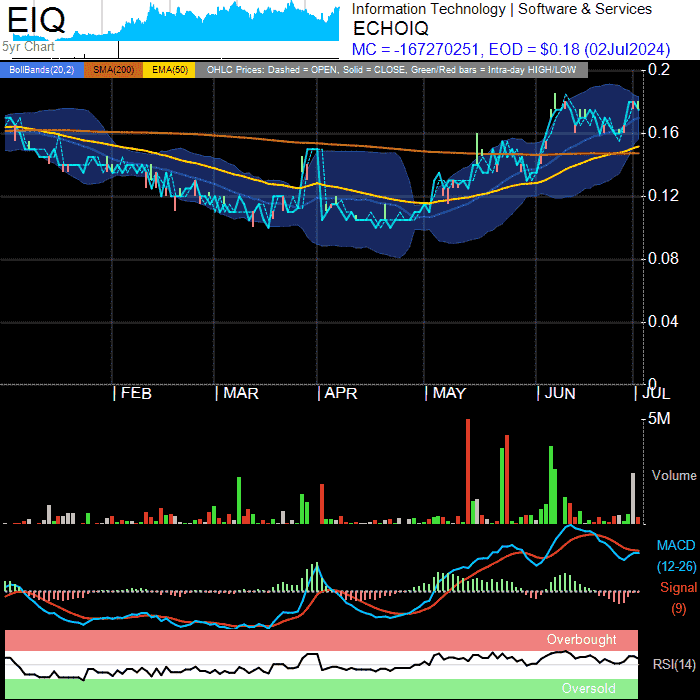 EIQ
Information Technology | Software & Services
ECHOIQ
5yr Chart
MC = -167270251, EOD = $0.18 (02Jul2024)
BollBands(20,2) SMA(200) EMA(50) OHLC Prices: Dashed = OPEN, Solid = CLOSE, Green/Red bars = Intra-day HIGH/LOW
0.2
0.16
0.12
0.08
0.04
0
FEB MAR APR MAY JUN JUL
5M
Volume
MACD
(12-26)
Signal
(9)
Overbought
RSI(14)
Oversold